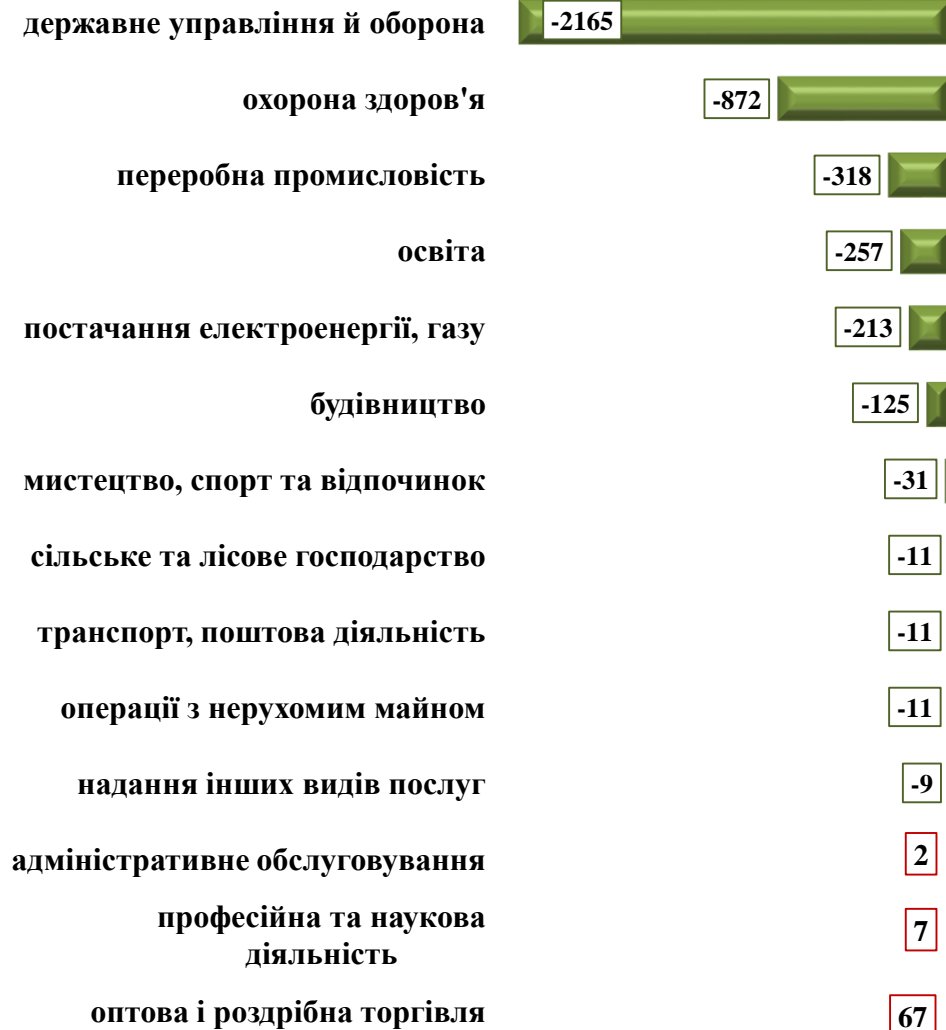 державне управління й оборона -2165
охорона здоров'я -872
переробна промисловість -318
освіта -257
постачання електроенергії, газу -213
будівництво -125
мистецтво, спорт та відпочинок -31
сільське та лісове господарство -11
транспорт, поштова діяльність -11
операції з нерухомим майном -11
надання інших видів послуг -9
адміністративне обслуговування 2
професійна та наукова
діяльність 7
оптова і роздрібна торгівля 67